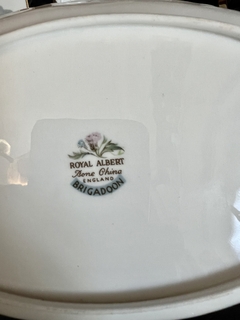 ROYAL ALBERT
Bone China
ENGLAND
BRIGADOON